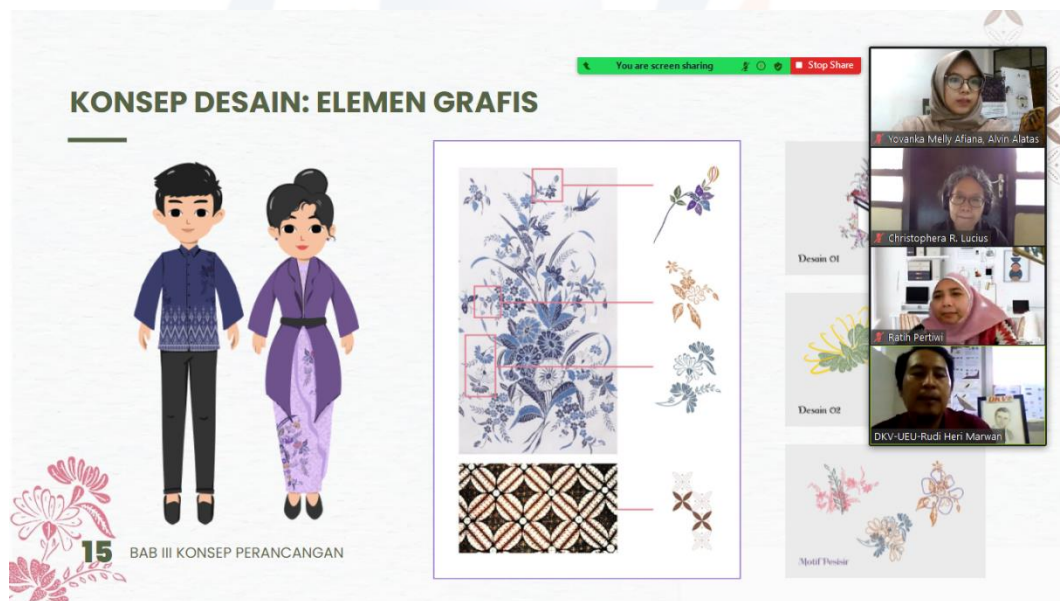 You are screen sharing
Stop Share
KONSEP DESAIN: ELEMEN GRAFIS
Yovanka Melly Afiana, Alvin Alatas
Christophera R. Lucius
Ratih Pertiwi
DKV-UEU-Rudi Heri Marwan
Desain 01
Desain 02
Motif Pesisir
15 BAB III KONSEP PERANCANGAN